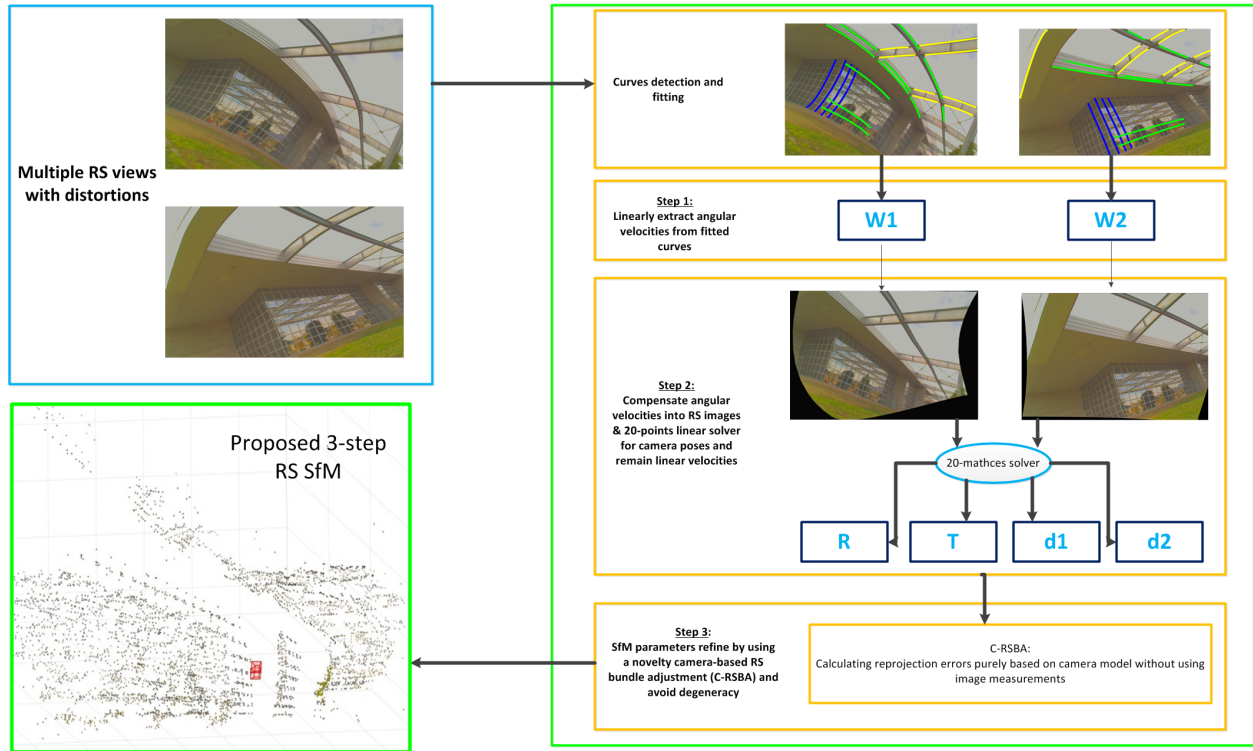 Multiple RS views
with distortions
Curves detection and
fitting
Step 1:
Linearly extract angular
velocities from fitted
curves
W1
W2
Step 2:
Compensate angular
velocities into RS images
& 20-points linear solver
for camera poses and
remain linear velocities
20-mathces solver
R
T
d1
d2
Step 3:
SfM parameters refine by using
a novelty camera-based RS
bundle adjustment (C-RSBA) and
avoid degeneracy
C-RSBA:
Calculating reprojection errors purely based on camera model without using
image measurements
Proposed 3-step
RS SfM